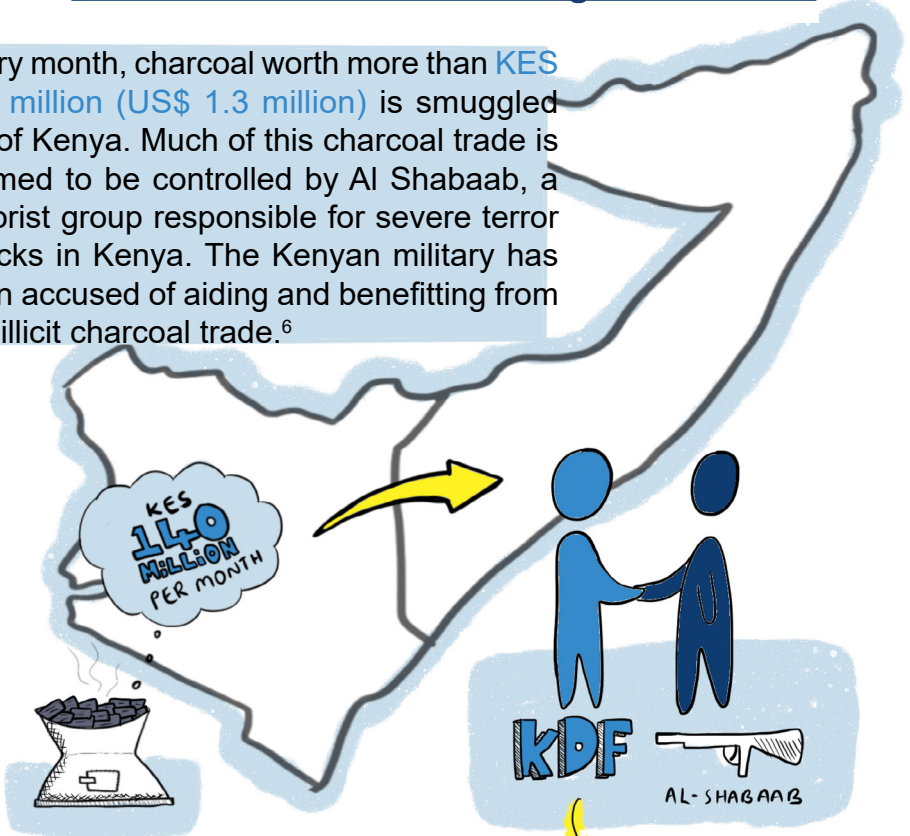 ry month, charcoal worth more than KES
million (US$ 1.3 million) is smuggled
of Kenya. Much of this charcoal trade is
med to be controlled by Al Shabaab, a
orist group responsible for severe terror
cks in Kenya. The Kenyan military has
n accused of aiding and benefitting from
illicit charcoal trade.⁶
KES
140
MILLION
PER MONTH
KDF
AL-SHABAAB